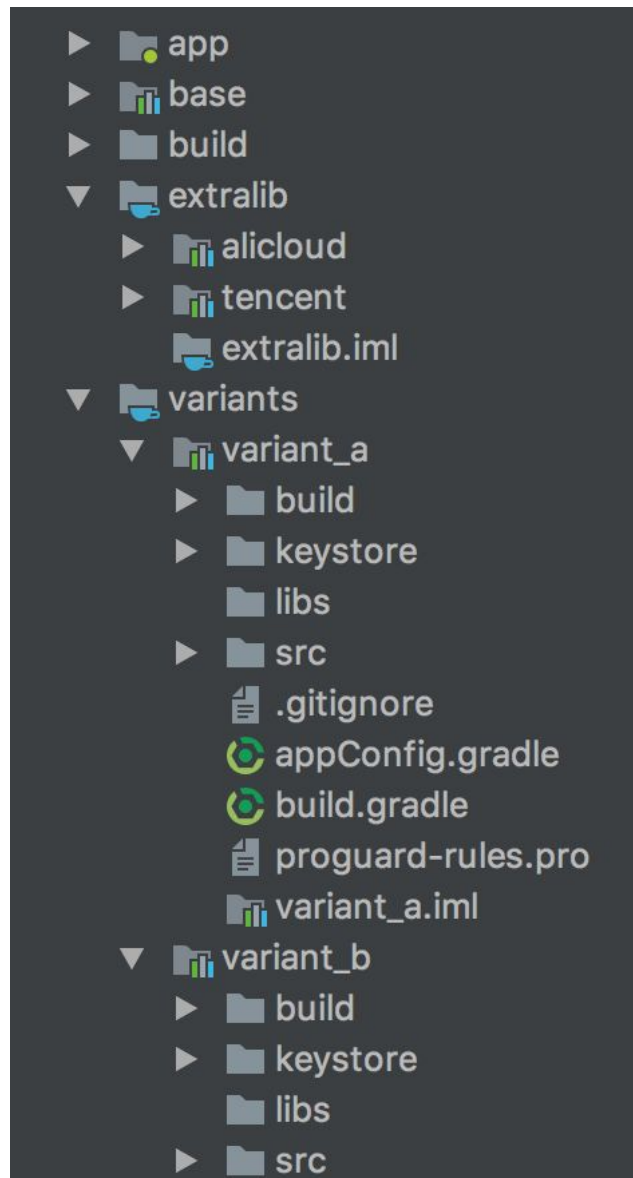 app
base
build
extralib
alicloud
tencent
extralib.iml
variants
variant_a
build
keystore
libs
src
.gitignore
appConfig.gradle
build.gradle
proguard-rules.pro
variant_a.iml
variant_b
build
keystore
libs
src